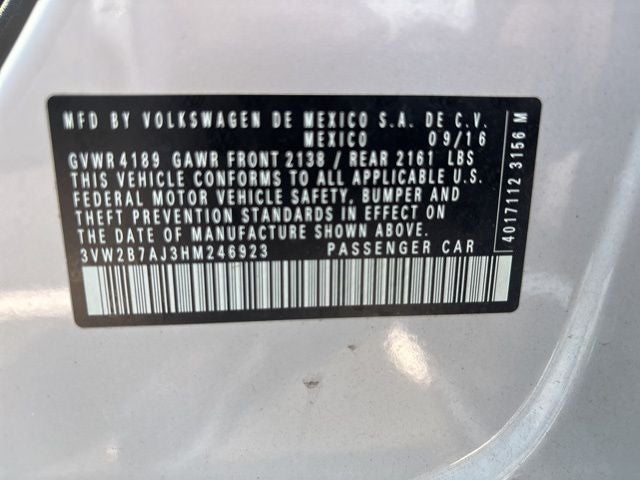 MFD BY VOLKSWAGEN DE MEXICO S.A. DE C.V.
MEXICO 09/16
GVWR 4189 GAWR FRONT 2138 / REAR 2161 LBS
THIS VEHICLE CONFORMS TO ALL APPLICABLE U.S.
FEDERAL MOTOR VEHICLE SAFETY, BUMPER AND
THEFT PREVENTION STANDARDS IN EFFECT ON
THE DATE OF MANUFACTURE SHOWN ABOVE.
3VW2B7AJ3HM246923 PASSENGER CAR
4017112 3156 M